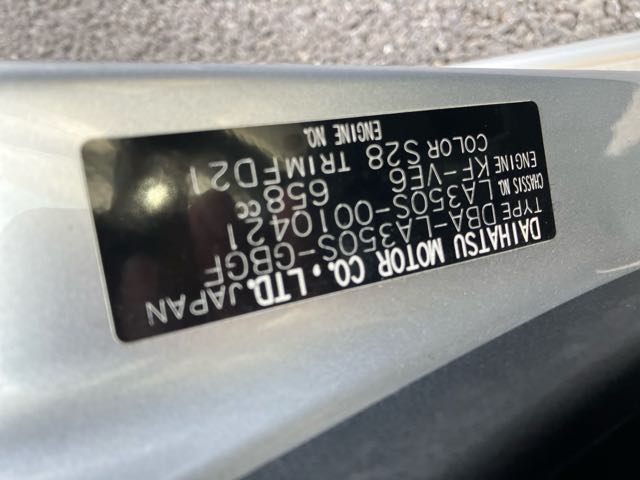 DAIHATSU MOTOR CO., LTD. JAPAN
TYPE DBA-LA350S-GBGF
CHASSIS NO. LA350S-0010421
ENGINE KF-VE6 658cc
COLOR S28 TRIM FD21
ENGINE NO.